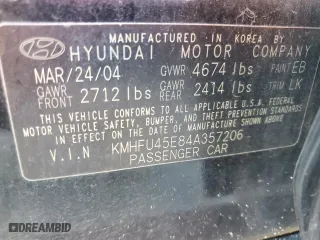 MANUFACTURED IN KOREA BY
HYUNDAI MOTOR COMPANY
MAR/24/04 GVWR 4674 lbs PAINT EB
GAWR FRONT 2712 lbs GAWR REAR 2414 lbs TRIM LK
THIS VEHICLE CONFORMS TO ALL APPLICABLE U.S.A. FEDERAL
MOTOR VEHICLE SAFETY, BUMPER, AND THEFT PREVENTION STANDARDS
IN EFFECT ON THE DATE OF MANUFACTURE SHOWN ABOVE.
V.I.N KMHFU45E84A357206
PASSENGER CAR